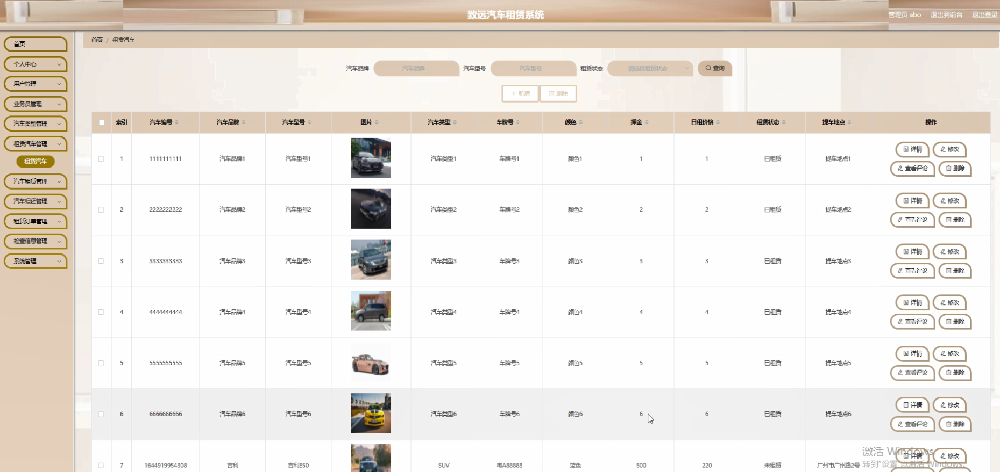 致远汽车租赁系统
管理员 abo 退出到前台 退出登录
首页
个人中心
用户管理
业务员管理
汽车类型管理
租赁汽车管理
租赁汽车
汽车租赁管理
汽车归还管理
租赁订单管理
检查信息管理
系统管理
首页 / 租赁汽车
汽车品牌 汽车品牌 汽车型号 汽车型号 租赁状态 请选择租赁状态 查询
新增 删除
索引 汽车编号 汽车品牌 汽车型号 图片 汽车类型 车牌号 颜色 押金 日租价格 租赁状态 提车地点 操作
1 1111111111 汽车品牌1 汽车型号1 汽车类型1 车牌号1 颜色1 1 1 已租赁 提车地点1 详情 修改
查看评论 删除
2 2222222222 汽车品牌2 汽车型号2 汽车类型2 车牌号2 颜色2 2 2 已租赁 提车地点2 详情 修改
查看评论 删除
3 3333333333 汽车品牌3 汽车型号3 汽车类型3 车牌号3 颜色3 3 3 已租赁 提车地点3 详情 修改
查看评论 删除
4 4444444444 汽车品牌4 汽车型号4 汽车类型4 车牌号4 颜色4 4 4 已租赁 提车地点4 详情 修改
查看评论 删除
5 5555555555 汽车品牌5 汽车型号5 汽车类型5 车牌号5 颜色5 5 5 已租赁 提车地点5 详情 修改
查看评论 删除
6 6666666666 汽车品牌6 汽车型号6 汽车类型6 车牌号6 颜色6 6 6 已租赁 提车地点6 详情 修改
查看评论 删除
7 1644919954308 吉利 吉利E50 SUV 粤A88888 蓝色 500 220 未租赁 广州市广州路2号 详情 修改
激活 Windows
转到"设置"以激活 Windows。